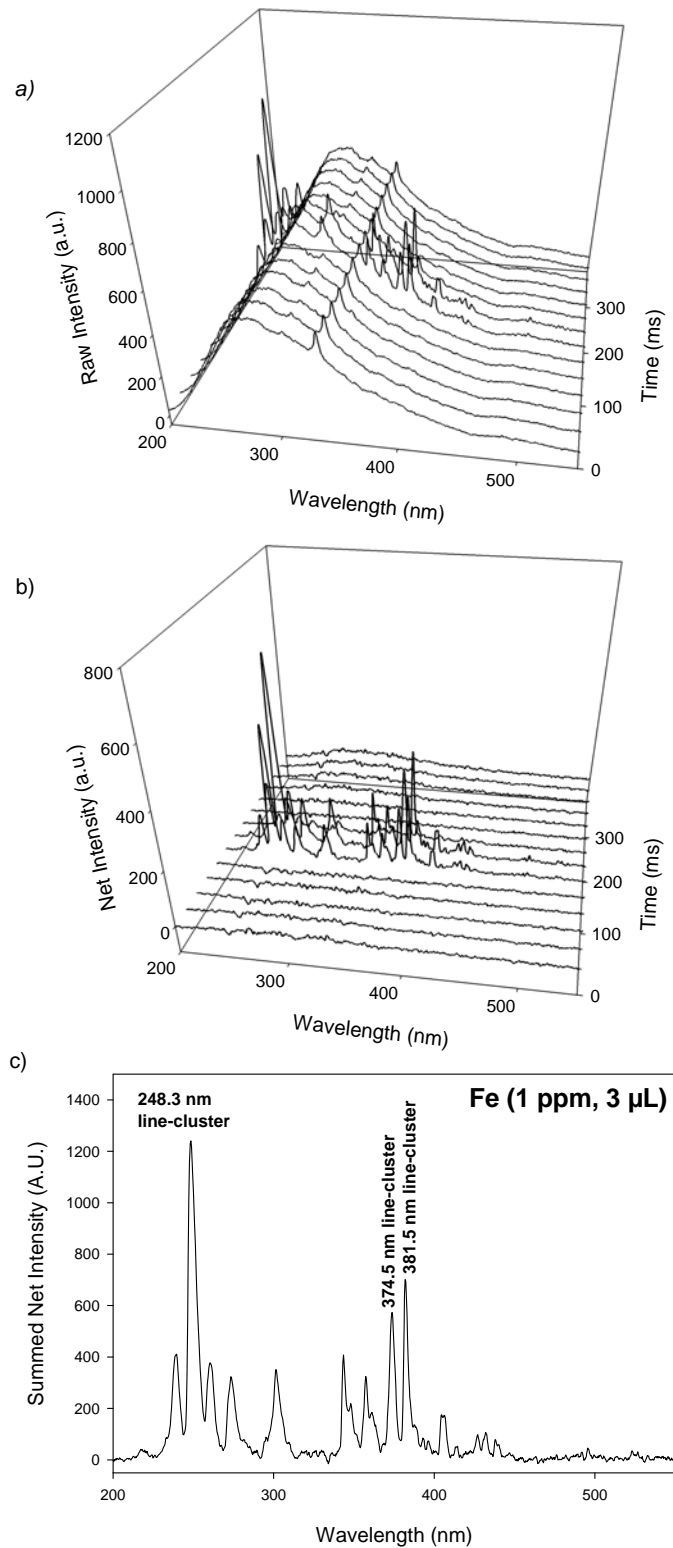 a)
1200
1000
800
600
400
200
0
Raw Intensity (a.u.)
200
300
400
500
Wavelength (nm)
0
100
200
300
Time (ms)
b)
800
600
400
200
0
Net Intensity (a.u.)
200
300
400
500
Wavelength (nm)
0
100
200
300
Time (ms)
c)
Fe (1 ppm, 3 µL)
248.3 nm
line-cluster
374.5 nm line-cluster
381.5 nm line-cluster
1400
1200
1000
800
600
400
200
0
Summed Net Intensity (A.U.)
200
300
400
500
Wavelength (nm)